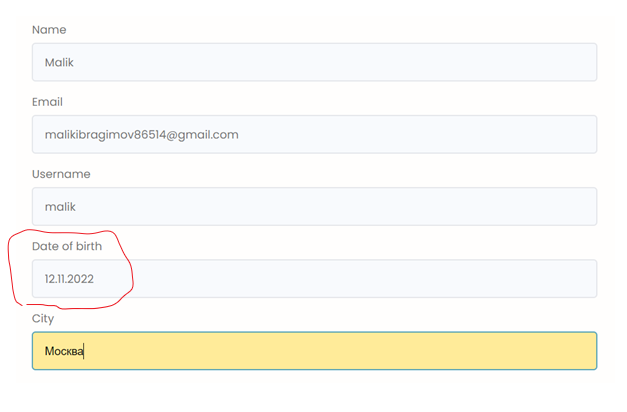 Name
Malik
Email
malikibragimov86514@gmail.com
Username
malik
Date of birth
12.11.2022
City
Москва